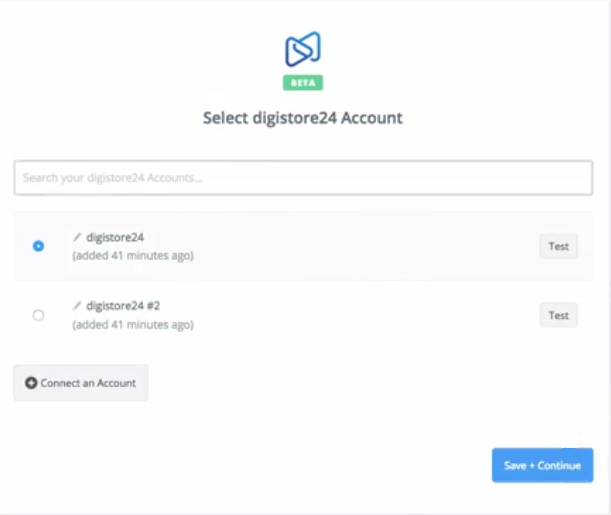 BETA
Select digistore24 Account
Search your digistore24 Accounts...
digistore24
(added 41 minutes ago)
Test
digistore24 #2
(added 41 minutes ago)
Test
Connect an Account
Save + Continue